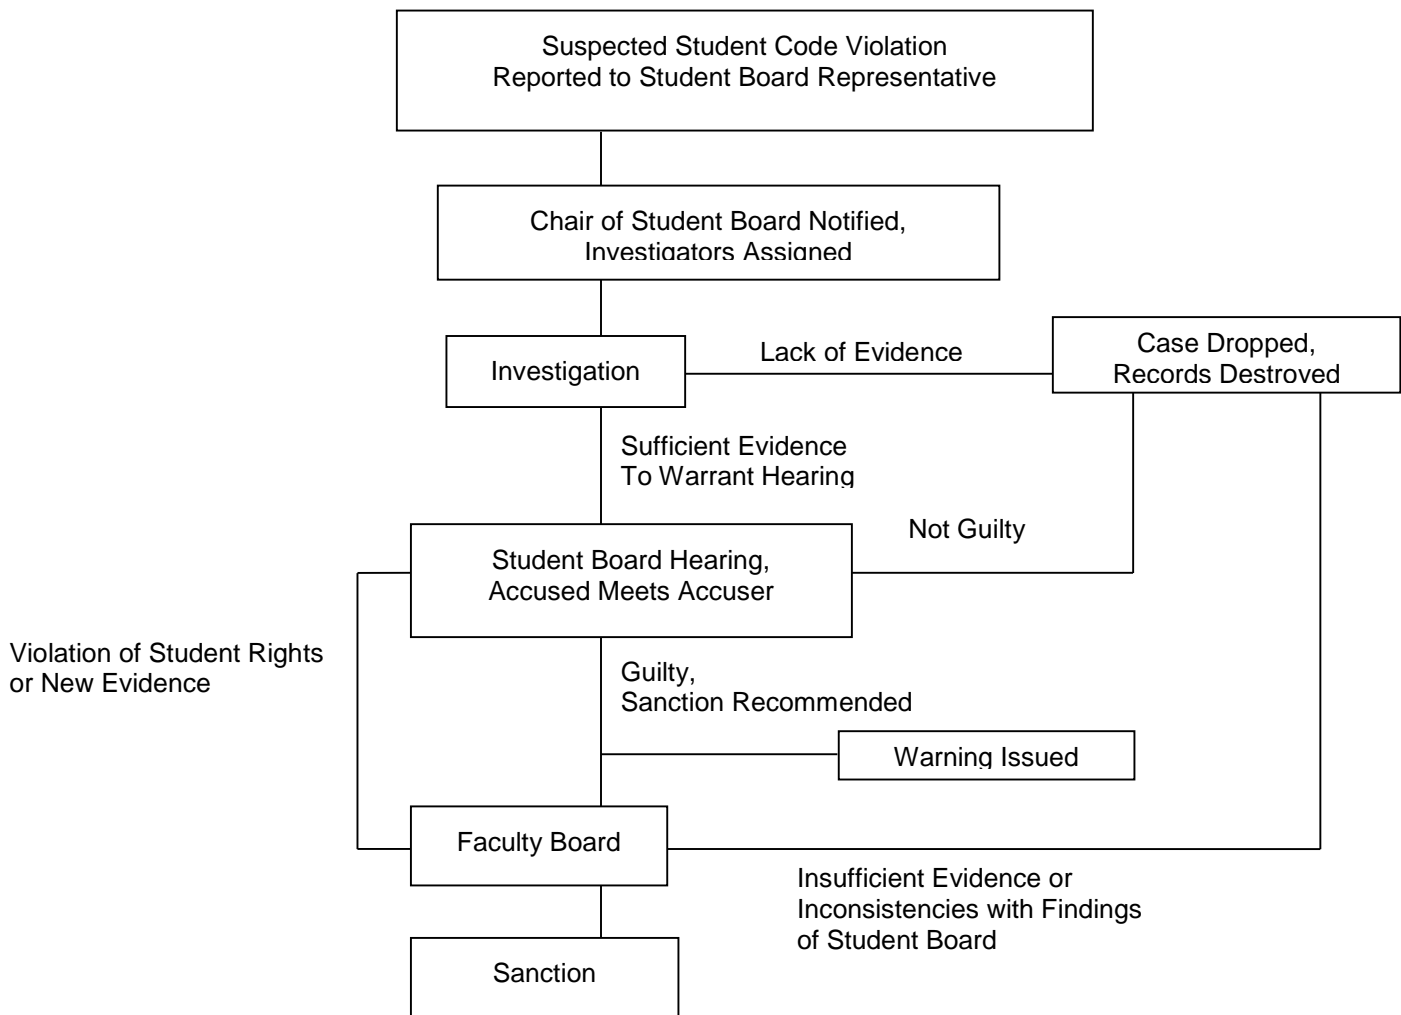 Suspected Student Code Violation
Reported to Student Board Representative
Chair of Student Board Notified,
Investigators Assigned
Investigation
Lack of Evidence
Case Dropped,
Records Destroyed
Sufficient Evidence
To Warrant Hearing
Student Board Hearing,
Accused Meets Accuser
Not Guilty
Violation of Student Rights
or New Evidence
Guilty,
Sanction Recommended
Warning Issued
Faculty Board
Insufficient Evidence or
Inconsistencies with Findings
of Student Board
Sanction